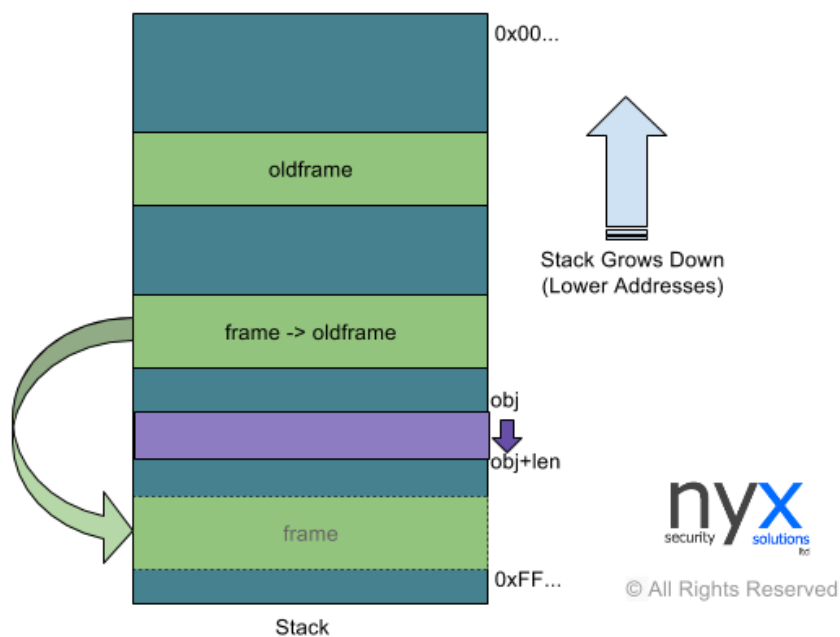 0x00...
oldframe
Stack Grows Down
(Lower Addresses)
frame -> oldframe
obj
obj+len
frame
nyx
security solutions
ltd
0xFF...
© All Rights Reserved
Stack